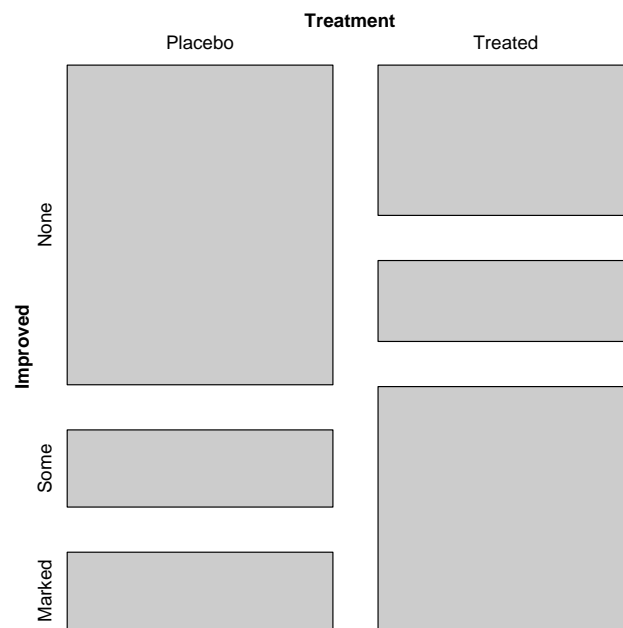 Treatment
Placebo Treated
None
Improved
Some
Marked